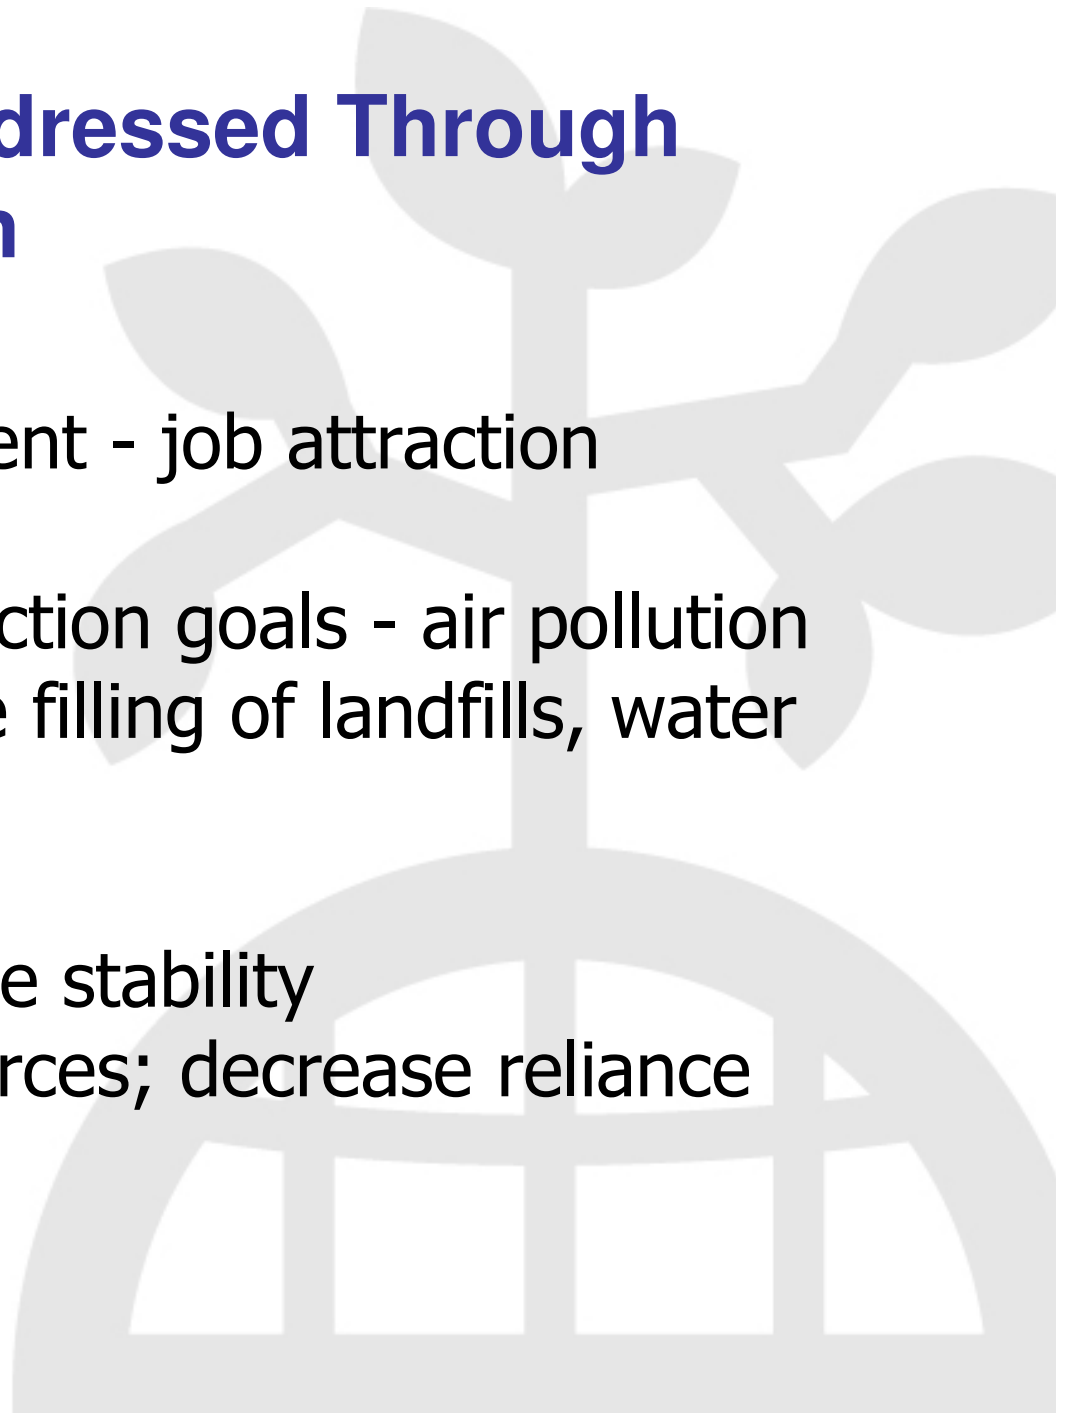 dressed Through
n
ent - job attraction
ction goals - air pollution
e filling of landfills, water
e stability
rces; decrease reliance